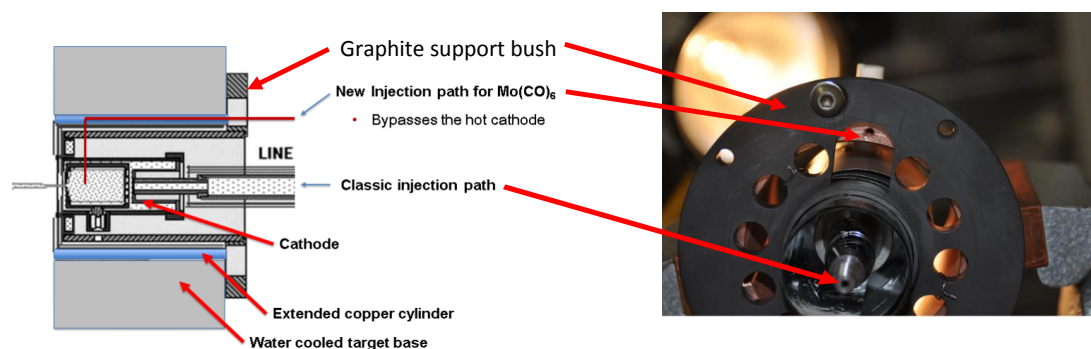 Graphite support bush
New Injection path for Mo(CO)₆
• Bypasses the hot cathode
LINE
Classic injection path
Cathode
Extended copper cylinder
Water cooled target base